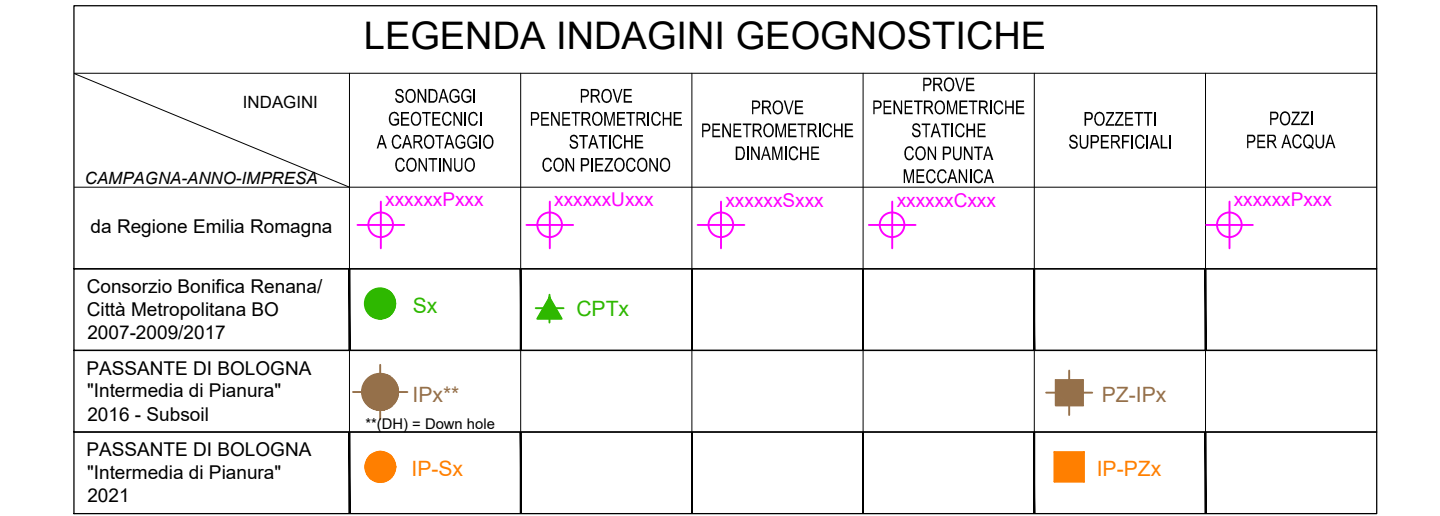 LEGENDA INDAGINI GEOGNOSTICHE
INDAGINI
CAMPAGNA-ANNO-IMPRESA
SONDAGGI
GEOTECNICI
A CAROTAGGIO
CONTINUO
PROVE
PENETROMETRICHE
STATICHE
CON PIEZOCONO
PROVE
PENETROMETRICHE
DINAMICHE
PROVE
PENETROMETRICHE
STATICHE
CON PUNTA
MECCANICA
POZZETTI
SUPERFICIALI
POZZI
PER ACQUA
da Regione Emilia Romagna
xxxxxxPxxx
xxxxxxUxxx
xxxxxxSxxx
xxxxxxCxxx
xxxxxxPxxx
Consorzio Bonifica Renana/
Città Metropolitana BO
2007-2009/2017
Sx
CPTx
PASSANTE DI BOLOGNA
"Intermedia di Pianura"
2016 - Subsoil
IPx**
**(DH) = Down hole
PZ-IPx
PASSANTE DI BOLOGNA
"Intermedia di Pianura"
2021
IP-Sx
IP-PZx